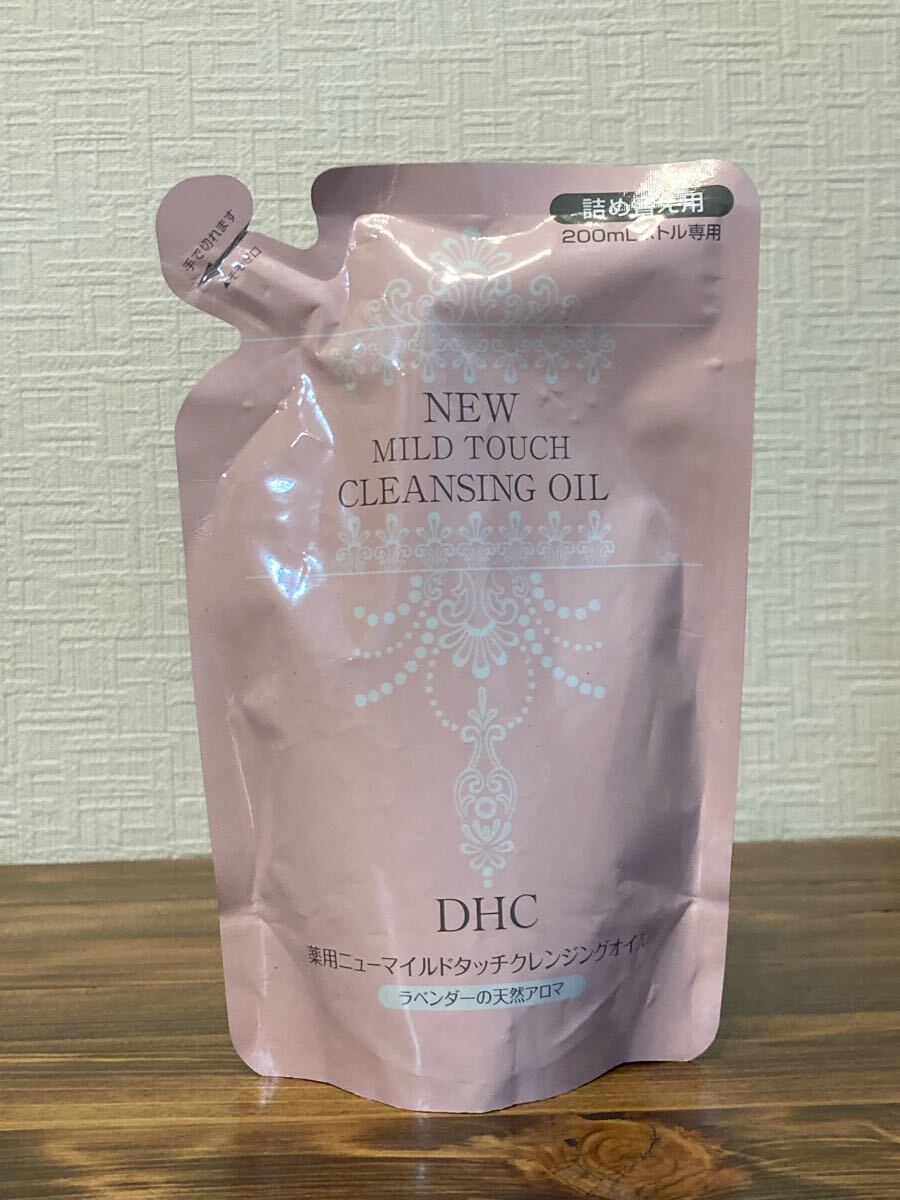 詰め替え用
200mLボトル専用
手で切れます
NEW
MILD TOUCH
CLEANSING OIL
DHC
薬用ニューマイルドタッチクレンジングオイル
ラベンダーの天然アロマ